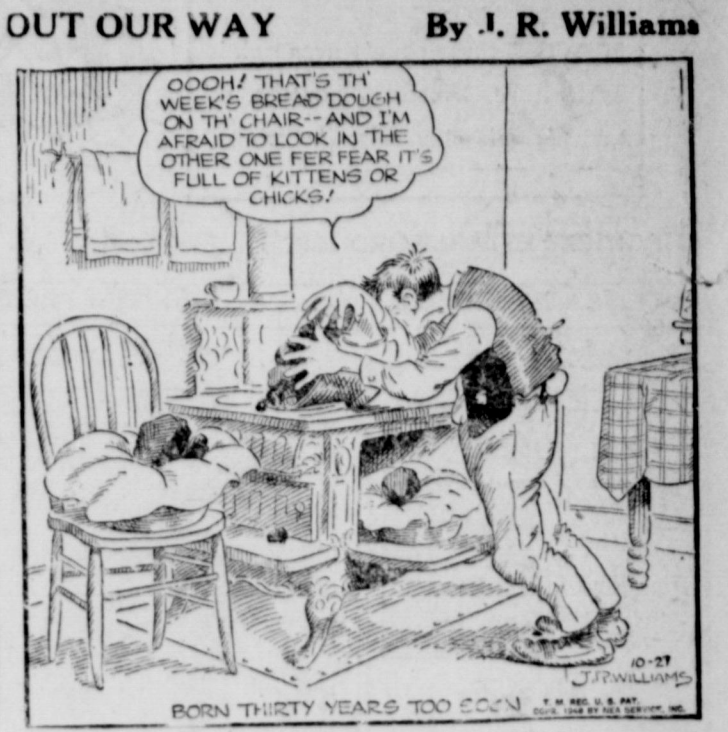 OUT OUR WAY By J. R. Williams
OOOH! THAT'S TH'
WEEK'S BREAD DOUGH
ON TH' CHAIR-- AND I'M
AFRAID TO LOOK IN THE
OTHER ONE FER FEAR IT'S
FULL OF KITTENS OR
CHICKS!
10-27
J.R.WILLIAMS
BORN THIRTY YEARS TOO SOON
T. M. REG. U. S. PAT.
COPR. 1948 BY NEA SERVICE, INC.